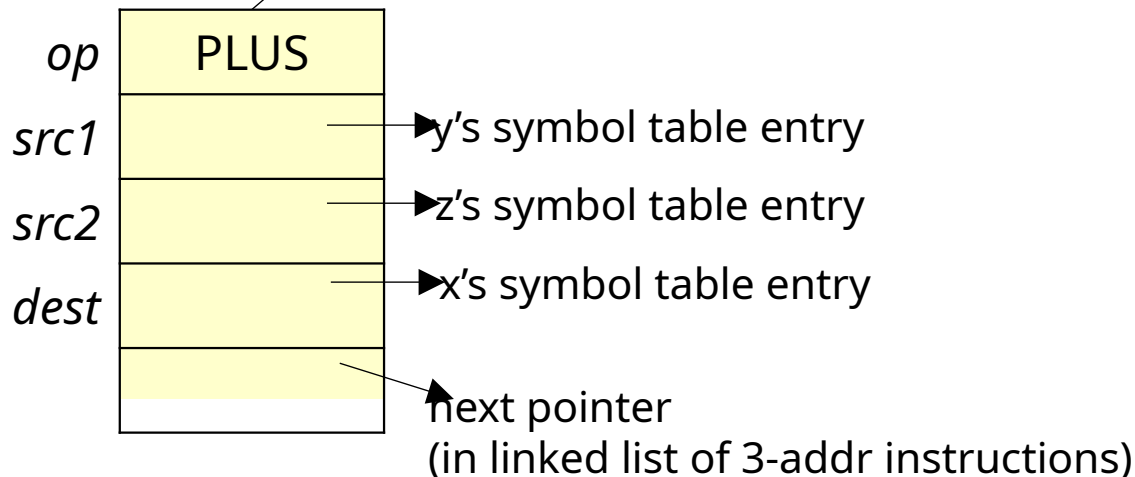 op PLUS
src1 y’s symbol table entry
src2 z’s symbol table entry
dest x’s symbol table entry
next pointer
(in linked list of 3-addr instructions)